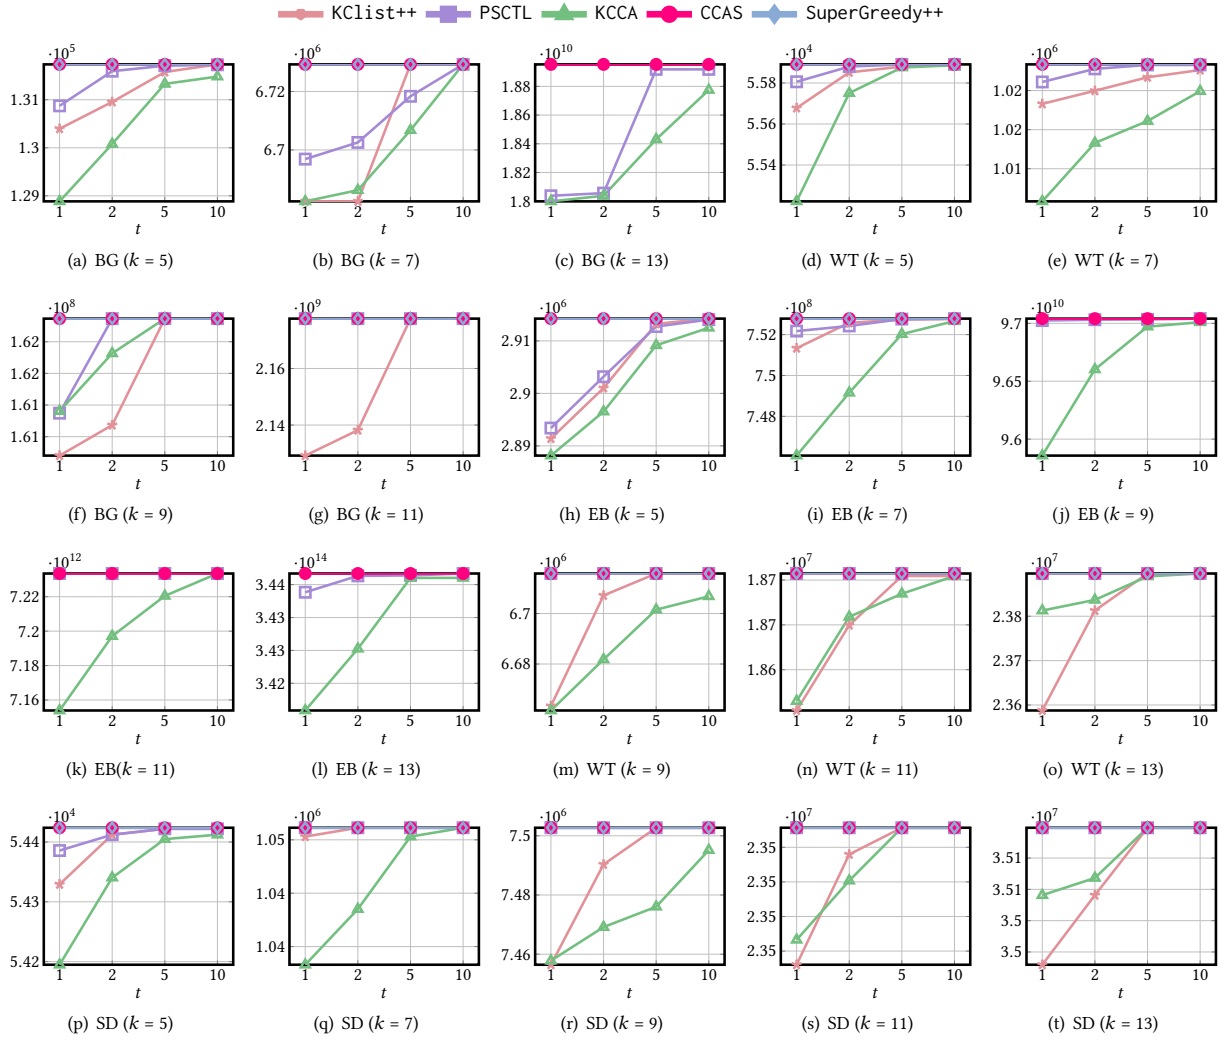 KClist++ PSCTL KCCA CCAS SuperGreedy++
·10^5 ·10^6 ·10^10 ·10^4 ·10^6
1.31 6.72 1.88 5.58 1.02
1.3 6.7 1.86 5.56 1.02
1.29 1.84 5.54 1.01
1.82
1.8
1 2 5 10 1 2 5 10 1 2 5 10 1 2 5 10 1 2 5 10
t t t t t
(a) BG (k = 5) (b) BG (k = 7) (c) BG (k = 13) (d) WT (k = 5) (e) WT (k = 7)
·10^8 ·10^9 ·10^6 ·10^8 ·10^10
1.62 2.16 2.91 7.52 9.7
1.62 2.14 2.9 7.5 9.65
1.61 2.89 7.48 9.6
1.61
1 2 5 10 1 2 5 10 1 2 5 10 1 2 5 10 1 2 5 10
t t t t t
(f) BG (k = 9) (g) BG (k = 11) (h) EB (k = 5) (i) EB (k = 7) (j) EB (k = 9)
·10^12 ·10^14 ·10^6 ·10^7 ·10^7
7.22 3.44 6.7 1.87 2.38
7.2 3.43 6.68 1.87 2.37
7.18 3.43 1.86 2.36
7.16 3.42
1 2 5 10 1 2 5 10 1 2 5 10 1 2 5 10 1 2 5 10
t t t t t
(k) EB(k = 11) (l) EB (k = 13) (m) WT (k = 9) (n) WT (k = 11) (o) WT (k = 13)
·10^4 ·10^6 ·10^6 ·10^7 ·10^7
5.44 1.05 7.5 2.35 3.51
5.43 1.04 7.48 2.35 3.51
5.42 1.04 7.46 2.35 3.5
2.35 3.5
1 2 5 10 1 2 5 10 1 2 5 10 1 2 5 10 1 2 5 10
t t t t t
(p) SD (k = 5) (q) SD (k = 7) (r) SD (k = 9) (s) SD (k = 11) (t) SD (k = 13)